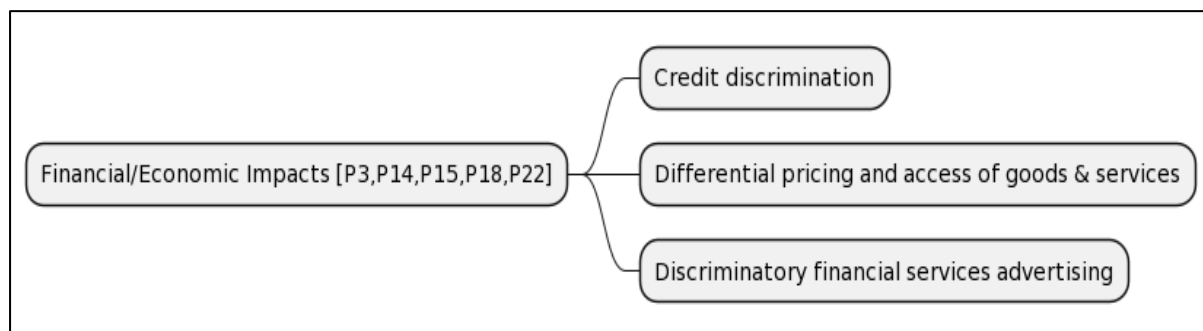 Credit discrimination
Financial/Economic Impacts [P3,P14,P15,P18,P22]
Differential pricing and access of goods & services
Discriminatory financial services advertising